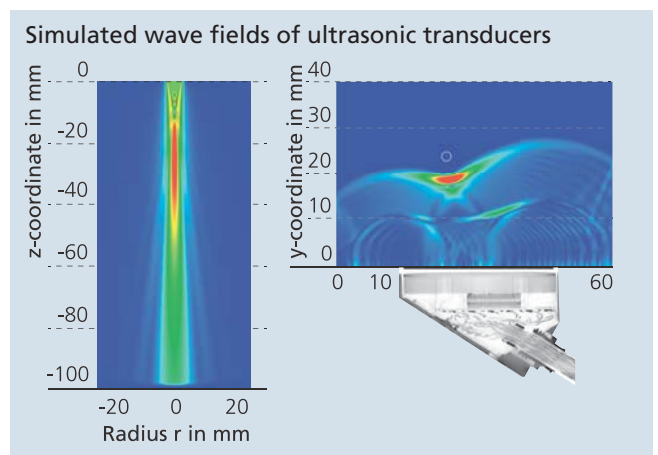 Simulated wave fields of ultrasonic transducers
z-coordinate in mm
0
-20
-40
-60
-80
-100
-20 0 20
Radius r in mm
y-coordinate in mm
40
30
20
10
0
0 10 60